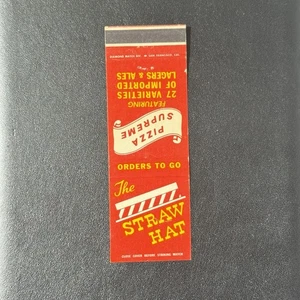 The
STRAW
HAT
ORDERS TO GO
PIZZA
SUPREME
FEATURING
27 VARIETIES
OF IMPORTED
LAGERS & ALES